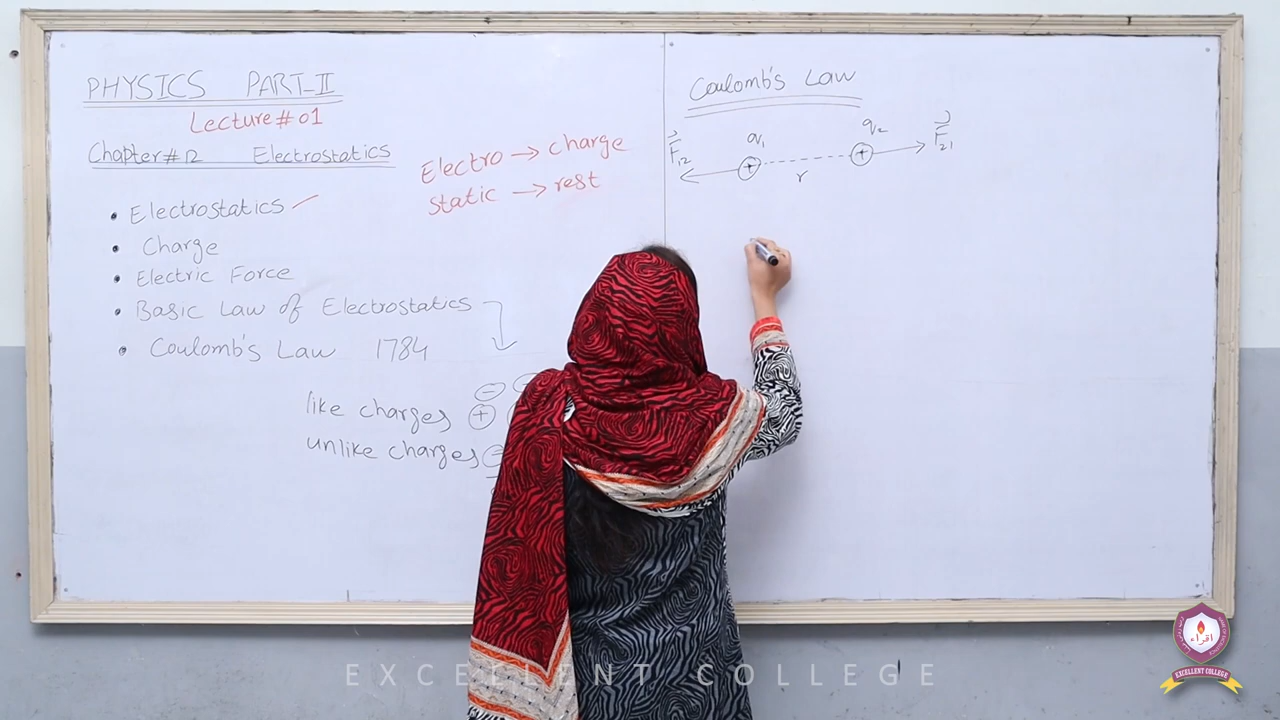 PHYSICS PART-II
Lecture # 01
Chapter # 12 Electrostatics
• Electrostatics
• Charge
• Electric Force
• Basic Law of Electrostatics
• Coulomb's Law 1784
like charges
unlike charges
Electro → charge
static → rest
Coulomb's Law
F12 q1 r q2 F21
EXCELLENT COLLEGE
اقراء
EXCELLENT COLLEGE